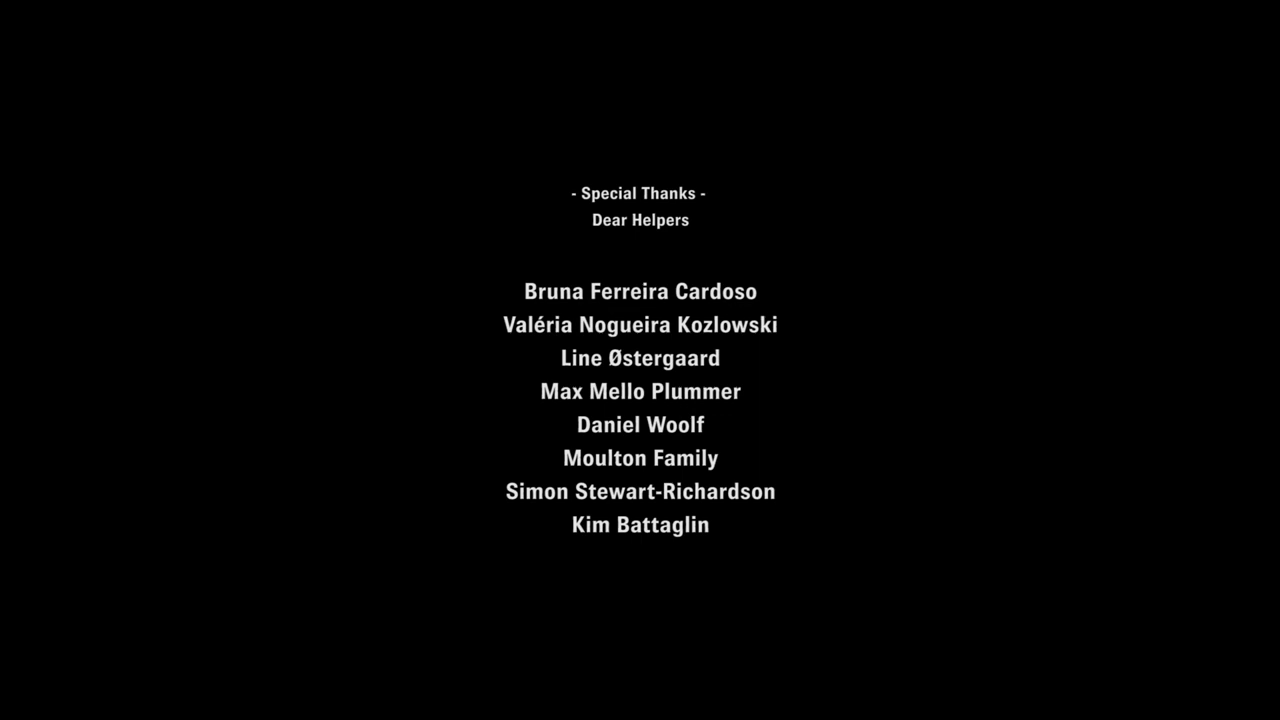 - Special Thanks -
Dear Helpers
Bruna Ferreira Cardoso
Valéria Nogueira Kozlowski
Line Østergaard
Max Mello Plummer
Daniel Woolf
Moulton Family
Simon Stewart-Richardson
Kim Battaglin